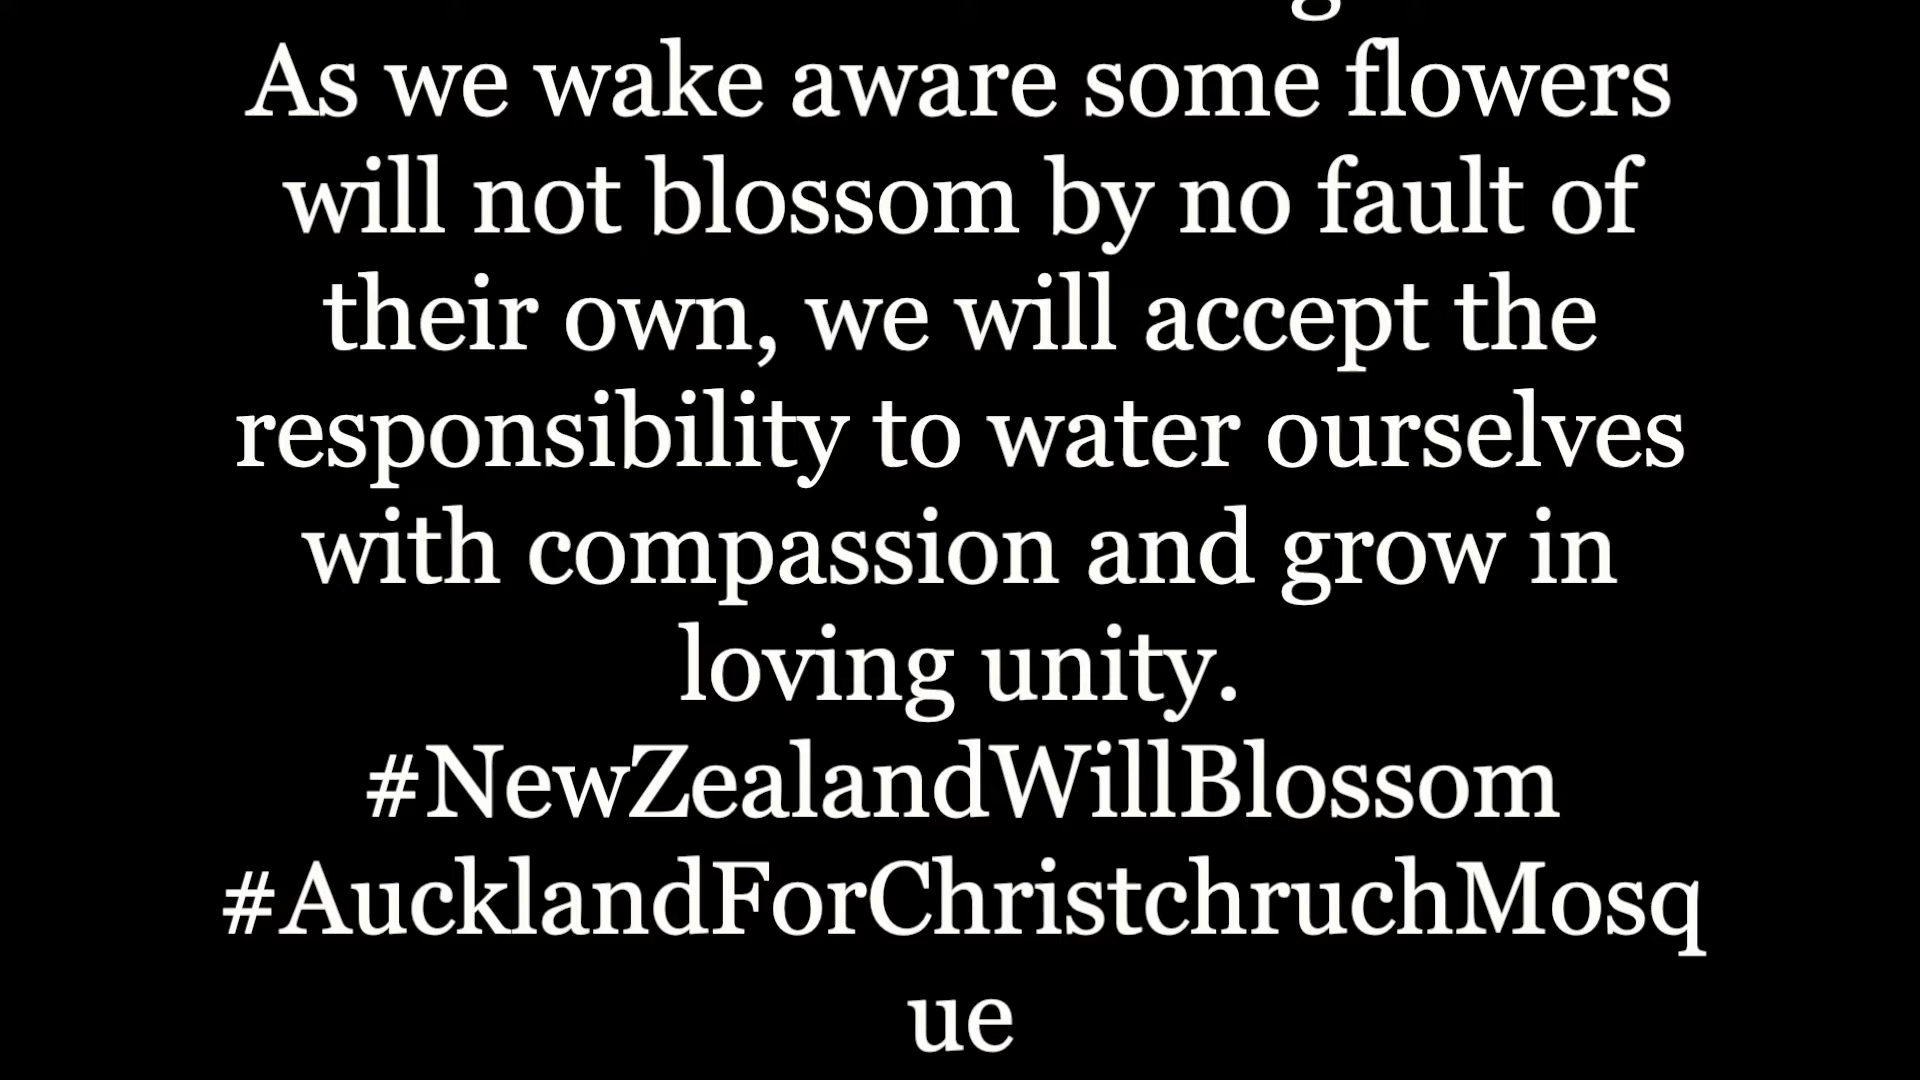 As we wake aware some flowers
will not blossom by no fault of
their own, we will accept the
responsibility to water ourselves
with compassion and grow in
loving unity.
#NewZealandWillBlossom
#AucklandForChristchruchMosq
ue